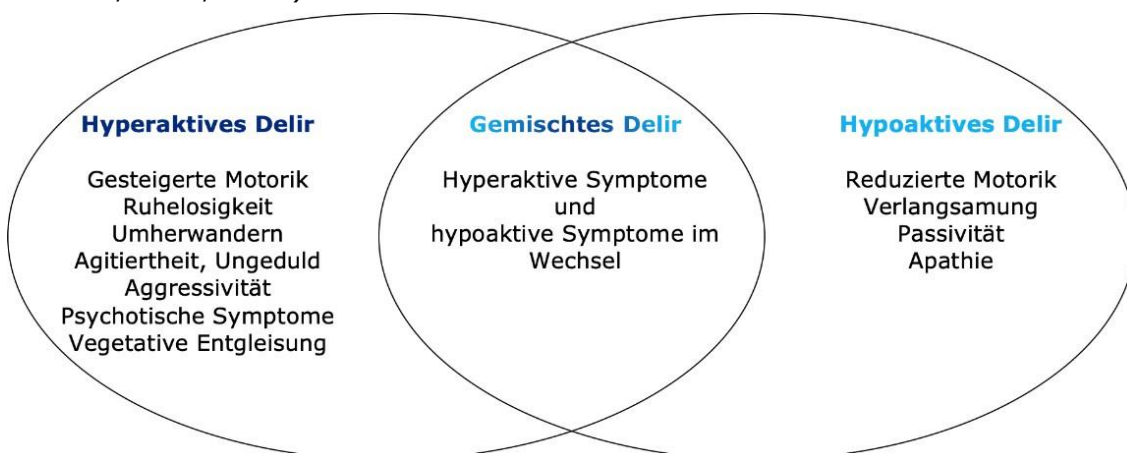 Hyperaktives Delir
Gesteigerte Motorik
Ruhelosigkeit
Umherwandern
Agitiertheit, Ungeduld
Aggressivität
Psychotische Symptome
Vegetative Entgleisung
Gemischtes Delir
Hyperaktive Symptome
und
hypoaktive Symptome im
Wechsel
Hypoaktives Delir
Reduzierte Motorik
Verlangsamung
Passivität
Apathie